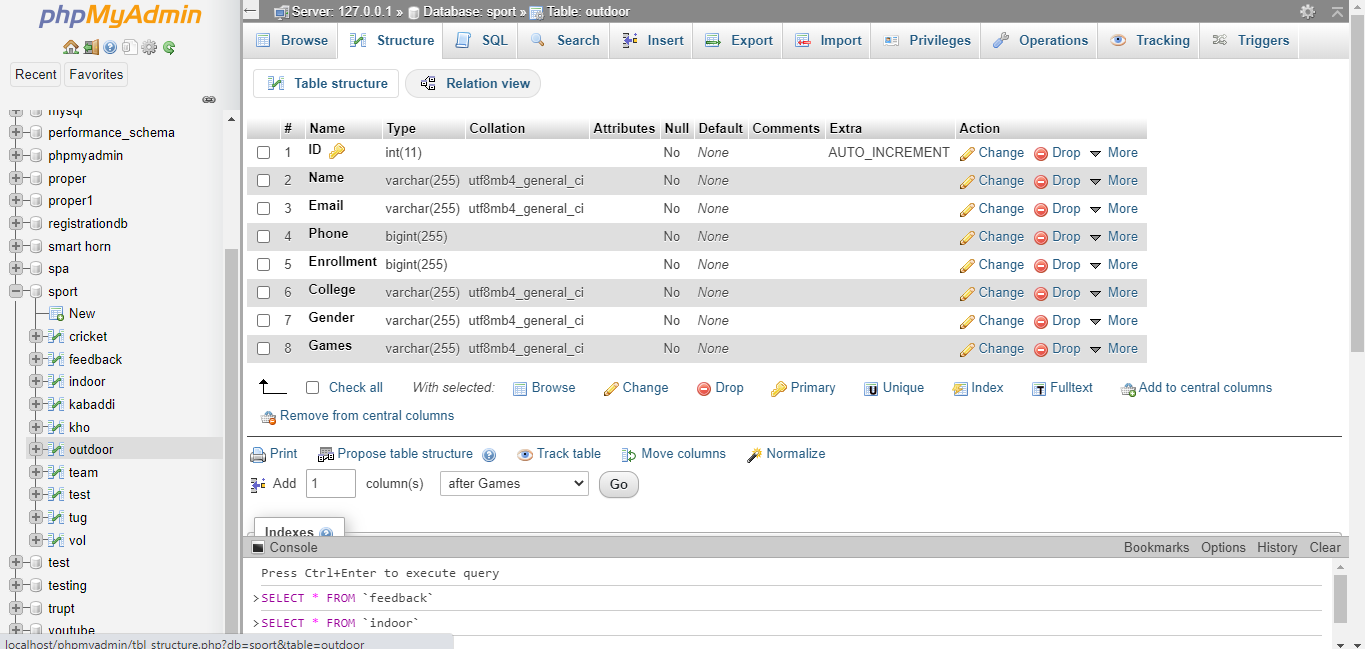 phpMyAdmin
Recent Favorites
mysql
performance_schema
phpmyadmin
proper
proper1
registrationdb
smart horn
spa
sport
New
cricket
feedback
indoor
kabaddi
kho
outdoor
team
test
tug
vol
test
testing
trupt
youtube
localhost/phpmyadmin/tbl_structure.php?db=sport&table=outdoor
Server: 127.0.0.1 » Database: sport » Table: outdoor
Browse Structure SQL Search Insert Export Import Privileges Operations Tracking Triggers
Table structure Relation view
# Name Type Collation Attributes Null Default Comments Extra Action
1 ID int(11) No None AUTO_INCREMENT Change Drop More
2 Name varchar(255) utf8mb4_general_ci No None Change Drop More
3 Email varchar(255) utf8mb4_general_ci No None Change Drop More
4 Phone bigint(255) No None Change Drop More
5 Enrollment bigint(255) No None Change Drop More
6 College varchar(255) utf8mb4_general_ci No None Change Drop More
7 Gender varchar(255) utf8mb4_general_ci No None Change Drop More
8 Games varchar(255) utf8mb4_general_ci No None Change Drop More
Check all With selected: Browse Change Drop Primary Unique Index Fulltext Add to central columns
Remove from central columns
Print Propose table structure Track table Move columns Normalize
Add 1 column(s) after Games Go
Indexes
Console Bookmarks Options History Clear
Press Ctrl+Enter to execute query
>SELECT * FROM `feedback`
>SELECT * FROM `indoor`